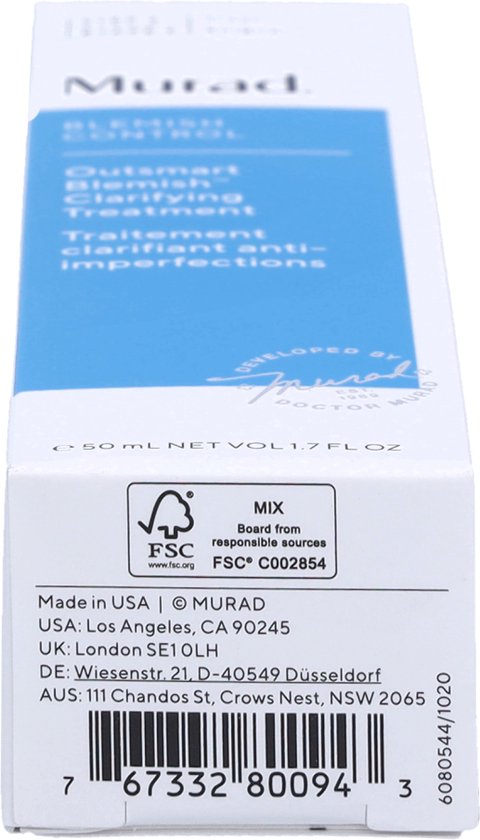 Murad.
BLEMISH
CONTROL
Outsmart
Blemish™
Clarifying
Treatment
Traitement
clarifiant anti-
imperfections
DEVELOPED BY
Murad
EST.
1989
DOCTOR MURAD
℮ 50 mL NET VOL 1.7 FL OZ
FSC
www.fsc.org
MIX
Board from
responsible sources
FSC® C002854
Made in USA | © MURAD
USA: Los Angeles, CA 90245
UK: London SE1 0LH
DE: Wiesenstr. 21, D-40549 Düsseldorf
AUS: 111 Chandos St, Crows Nest, NSW 2065
7 67332 80094 3
6080544/1020